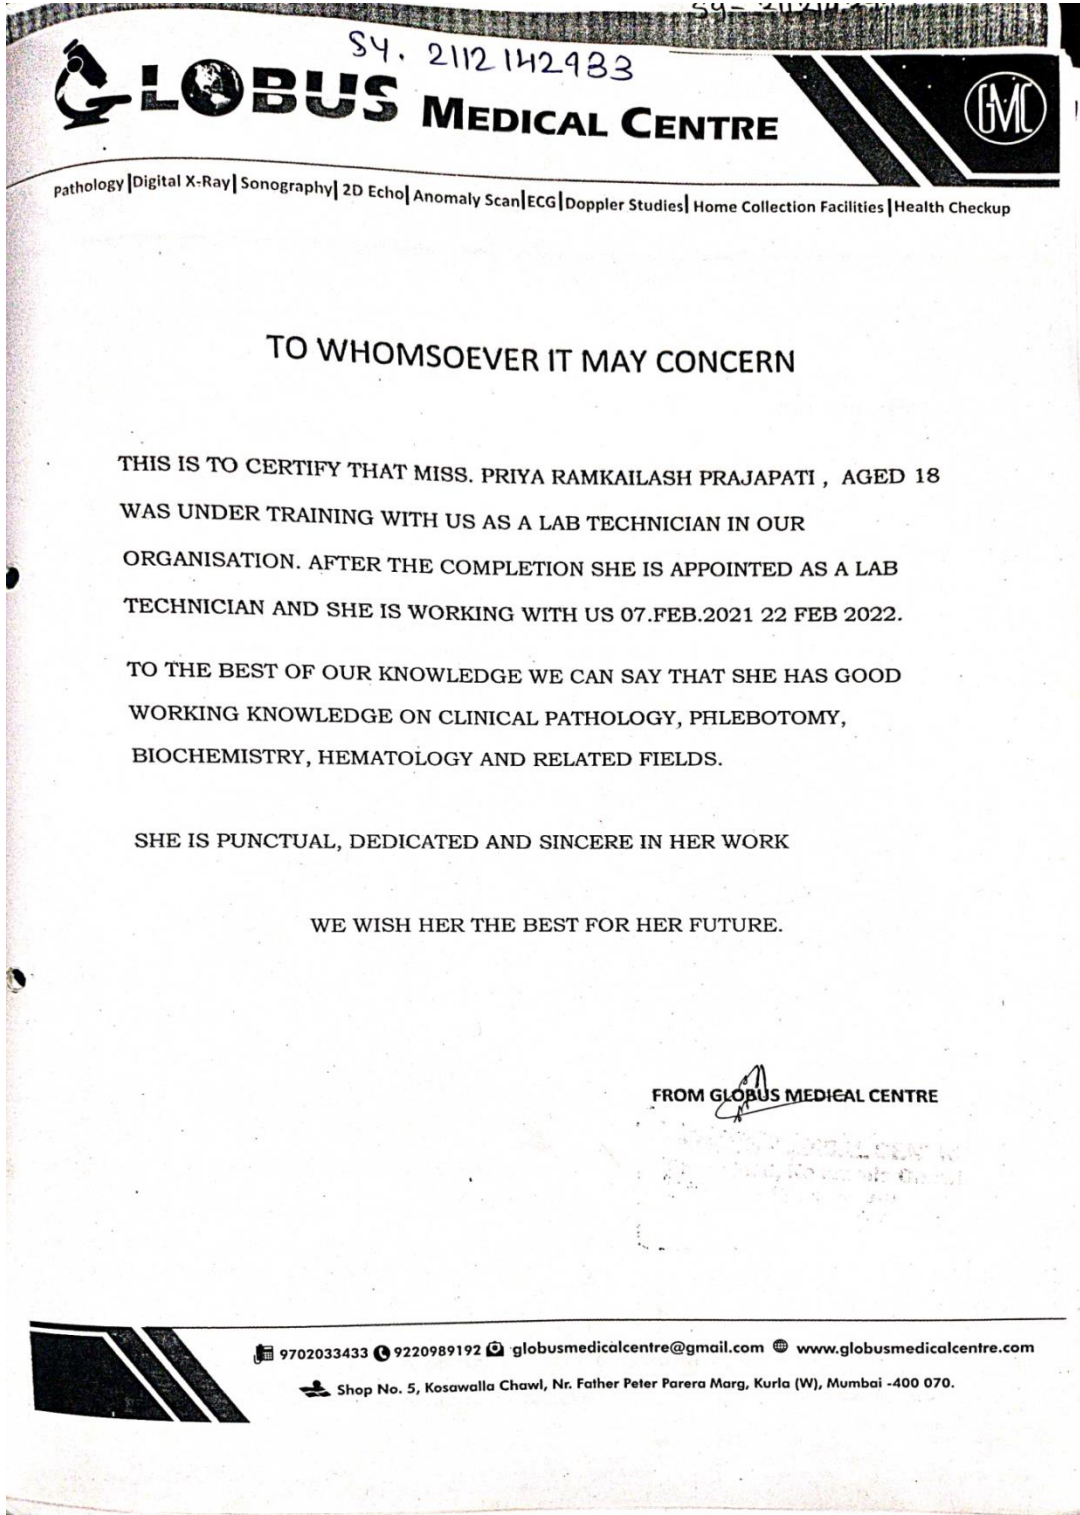 SY. 2112142933
GLOBUS MEDICAL CENTRE
GMC
Pathology | Digital X-Ray | Sonography | 2D Echo | Anomaly Scan | ECG | Doppler Studies | Home Collection Facilities | Health Checkup
TO WHOMSOEVER IT MAY CONCERN
THIS IS TO CERTIFY THAT MISS. PRIYA RAMKAILASH PRAJAPATI , AGED 18
WAS UNDER TRAINING WITH US AS A LAB TECHNICIAN IN OUR
ORGANISATION. AFTER THE COMPLETION SHE IS APPOINTED AS A LAB
TECHNICIAN AND SHE IS WORKING WITH US 07.FEB.2021 22 FEB 2022.
TO THE BEST OF OUR KNOWLEDGE WE CAN SAY THAT SHE HAS GOOD
WORKING KNOWLEDGE ON CLINICAL PATHOLOGY, PHLEBOTOMY,
BIOCHEMISTRY, HEMATOLOGY AND RELATED FIELDS.
SHE IS PUNCTUAL, DEDICATED AND SINCERE IN HER WORK
WE WISH HER THE BEST FOR HER FUTURE.
FROM GLOBUS MEDICAL CENTRE
9702033433 9220989192 globusmedicalcentre@gmail.com www.globusmedicalcentre.com
Shop No. 5, Kosawalla Chawl, Nr. Father Peter Parera Marg, Kurla (W), Mumbai -400 070.